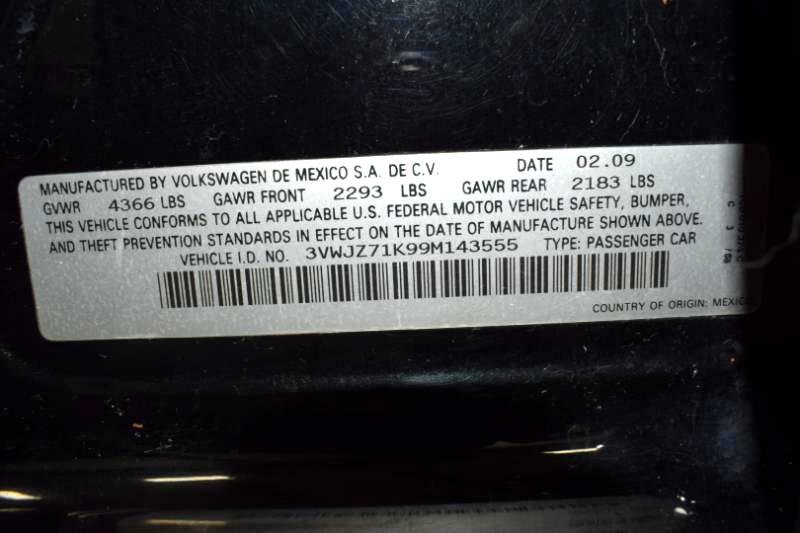 MANUFACTURED BY VOLKSWAGEN DE MEXICO S.A. DE C.V. DATE 02.09
GVWR 4366 LBS GAWR FRONT 2293 LBS GAWR REAR 2183 LBS
THIS VEHICLE CONFORMS TO ALL APPLICABLE U.S. FEDERAL MOTOR VEHICLE SAFETY, BUMPER,
AND THEFT PREVENTION STANDARDS IN EFFECT ON THE DATE OF MANUFACTURE SHOWN ABOVE.
VEHICLE I.D. NO. 3VWJZ71K99M143555 TYPE: PASSENGER CAR
COUNTRY OF ORIGIN: MEXICO